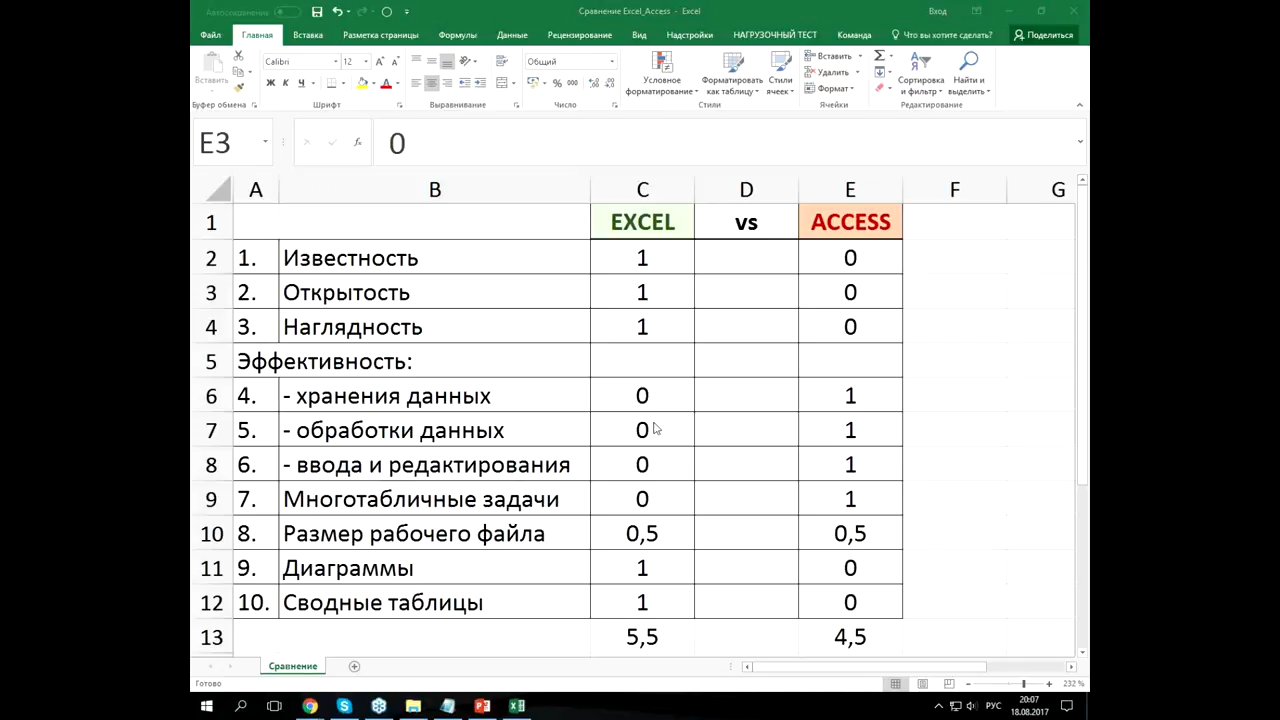 Автосохранение
Сравнение Excel_Access - Excel
Вход
Файл Главная Вставка Разметка страницы Формулы Данные Рецензирование Вид Надстройки НАГРУЗОЧНЫЙ ТЕСТ Команда Что вы хотите сделать? Поделиться
Вставить
Calibri 12
Ж К Ч
Общий
% 000
Условное форматирование
Форматировать как таблицу
Стили ячеек
Вставить
Удалить
Формат
Сортировка и фильтр
Найти и выделить
Буфер обмена Шрифт Выравнивание Число Стили Ячейки Редактирование
E3 fx 0
A B C D E F G
1 EXCEL vs ACCESS
2 1. Известность 1 0
3 2. Открытость 1 0
4 3. Наглядность 1 0
5 Эффективность:
6 4. - хранения данных 0 1
7 5. - обработки данных 0 1
8 6. - ввода и редактирования 0 1
9 7. Многотабличные задачи 0 1
10 8. Размер рабочего файла 0,5 0,5
11 9. Диаграммы 1 0
12 10. Сводные таблицы 1 0
13 5,5 4,5
Сравнение
Готово
232 %
РУС
20:07
18.08.2017